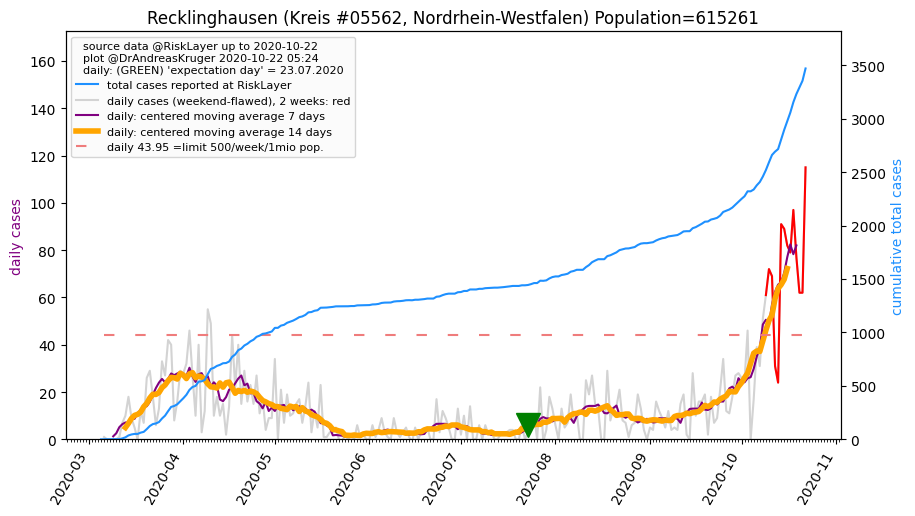 Recklinghausen (Kreis #05562, Nordrhein-Westfalen) Population=615261
source data @RiskLayer up to 2020-10-22
plot @DrAndreasKruger 2020-10-22 05:24
daily: (GREEN) 'expectation day' = 23.07.2020
total cases reported at RiskLayer
daily cases (weekend-flawed), 2 weeks: red
daily: centered moving average 7 days
daily: centered moving average 14 days
daily 43.95 =limit 500/week/1mio pop.
daily cases
160
140
120
100
80
60
40
20
0
cumulative total cases
3500
3000
2500
2000
1500
1000
500
0
2020-03
2020-04
2020-05
2020-06
2020-07
2020-08
2020-09
2020-10
2020-11